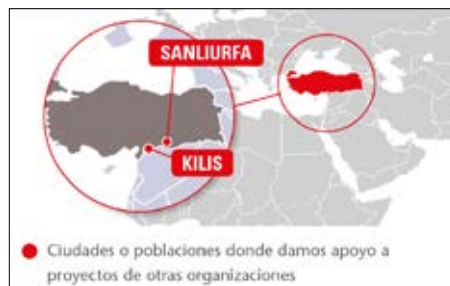 SANLIURFA
KILIS
Ciudades o poblaciones donde damos apoyo a
proyectos de otras organizaciones